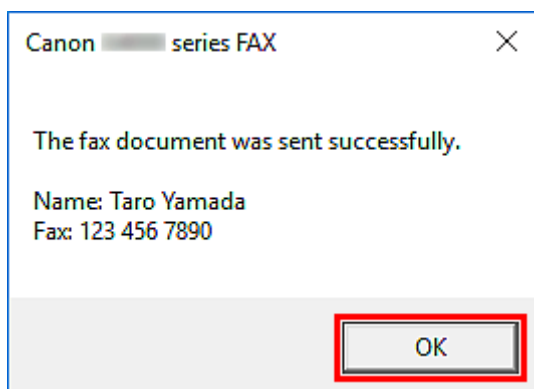 Canon series FAX
The fax document was sent successfully.
Name: Taro Yamada
Fax: 123 456 7890
OK